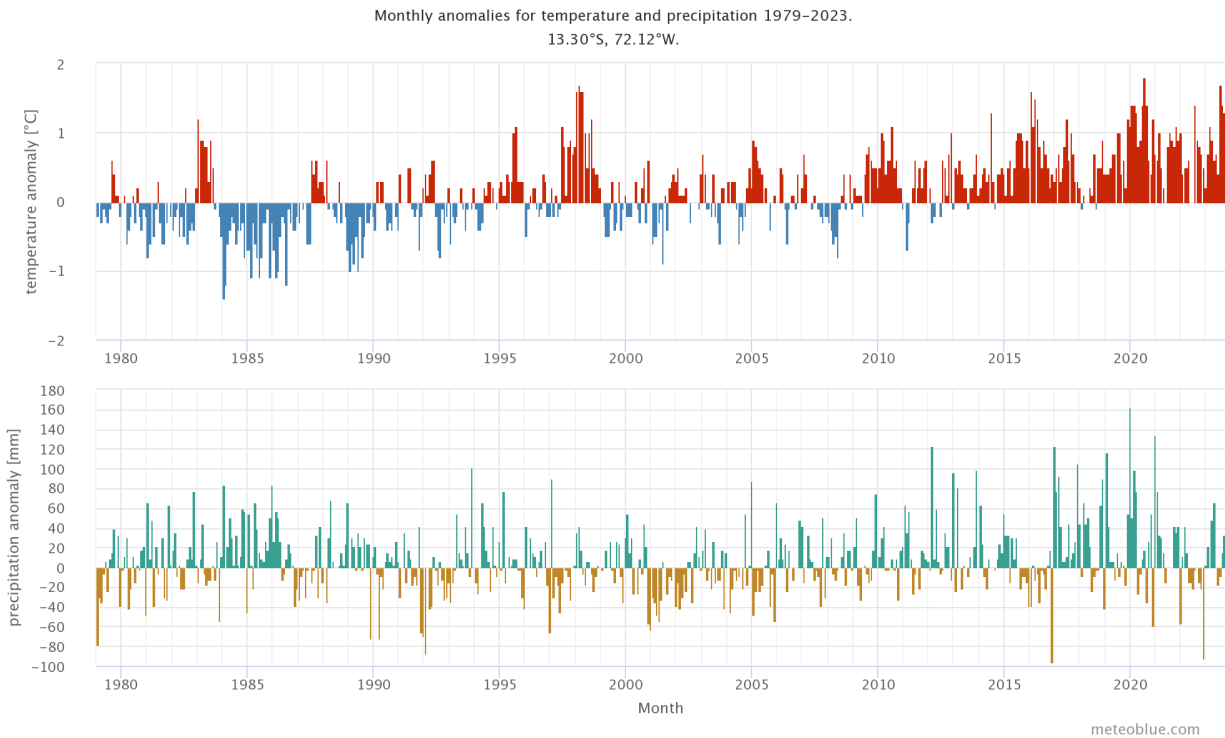 Monthly anomalies for temperature and precipitation 1979-2023.
13.30°S, 72.12°W.
temperature anomaly [°C]
2
1
0
-1
-2
1980 1985 1990 1995 2000 2005 2010 2015 2020
precipitation anomaly [mm]
180
160
140
120
100
80
60
40
20
0
-20
-40
-60
-80
-100
1980 1985 1990 1995 2000 2005 2010 2015 2020
Month
meteoblue.com